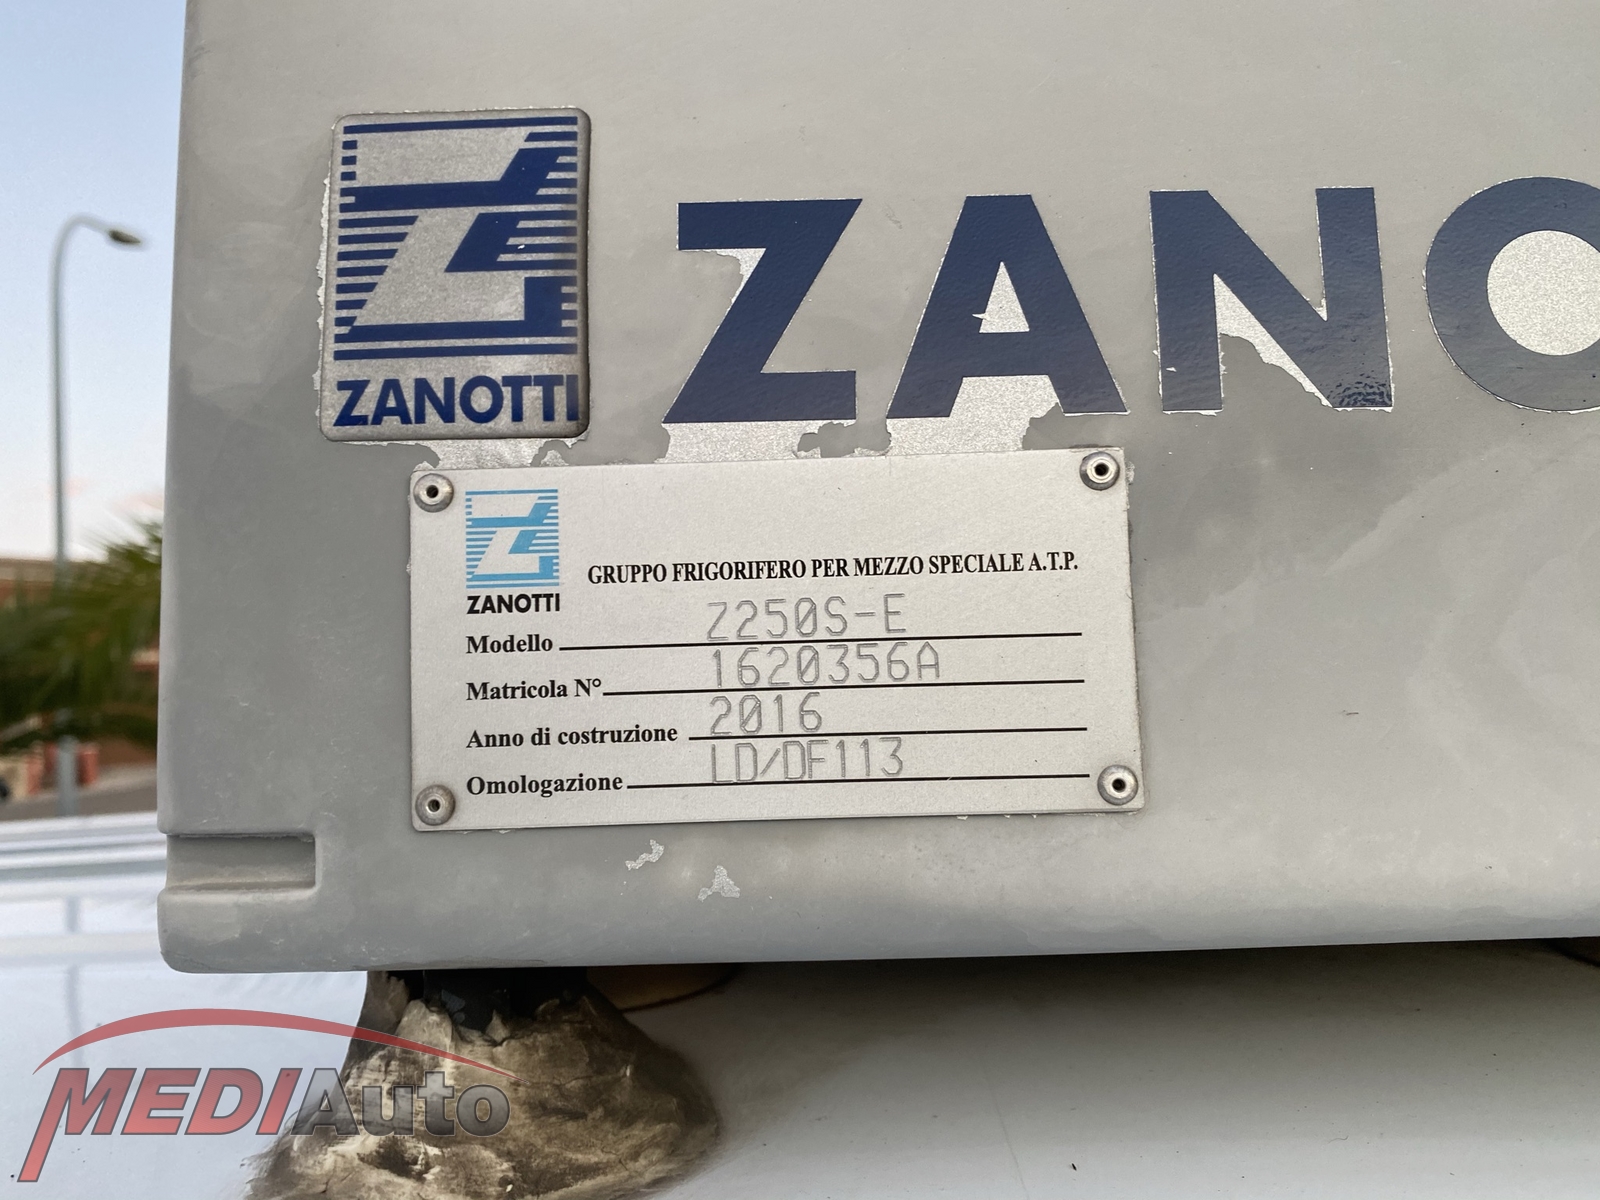 ZANOTTI
ZANO
ZANOTTI
GRUPPO FRIGORIFERO PER MEZZO SPECIALE A.T.P.
Modello Z250S-E
Matricola N° 1620356A
Anno di costruzione 2016
Omologazione LD/DF113
MEDIAuto